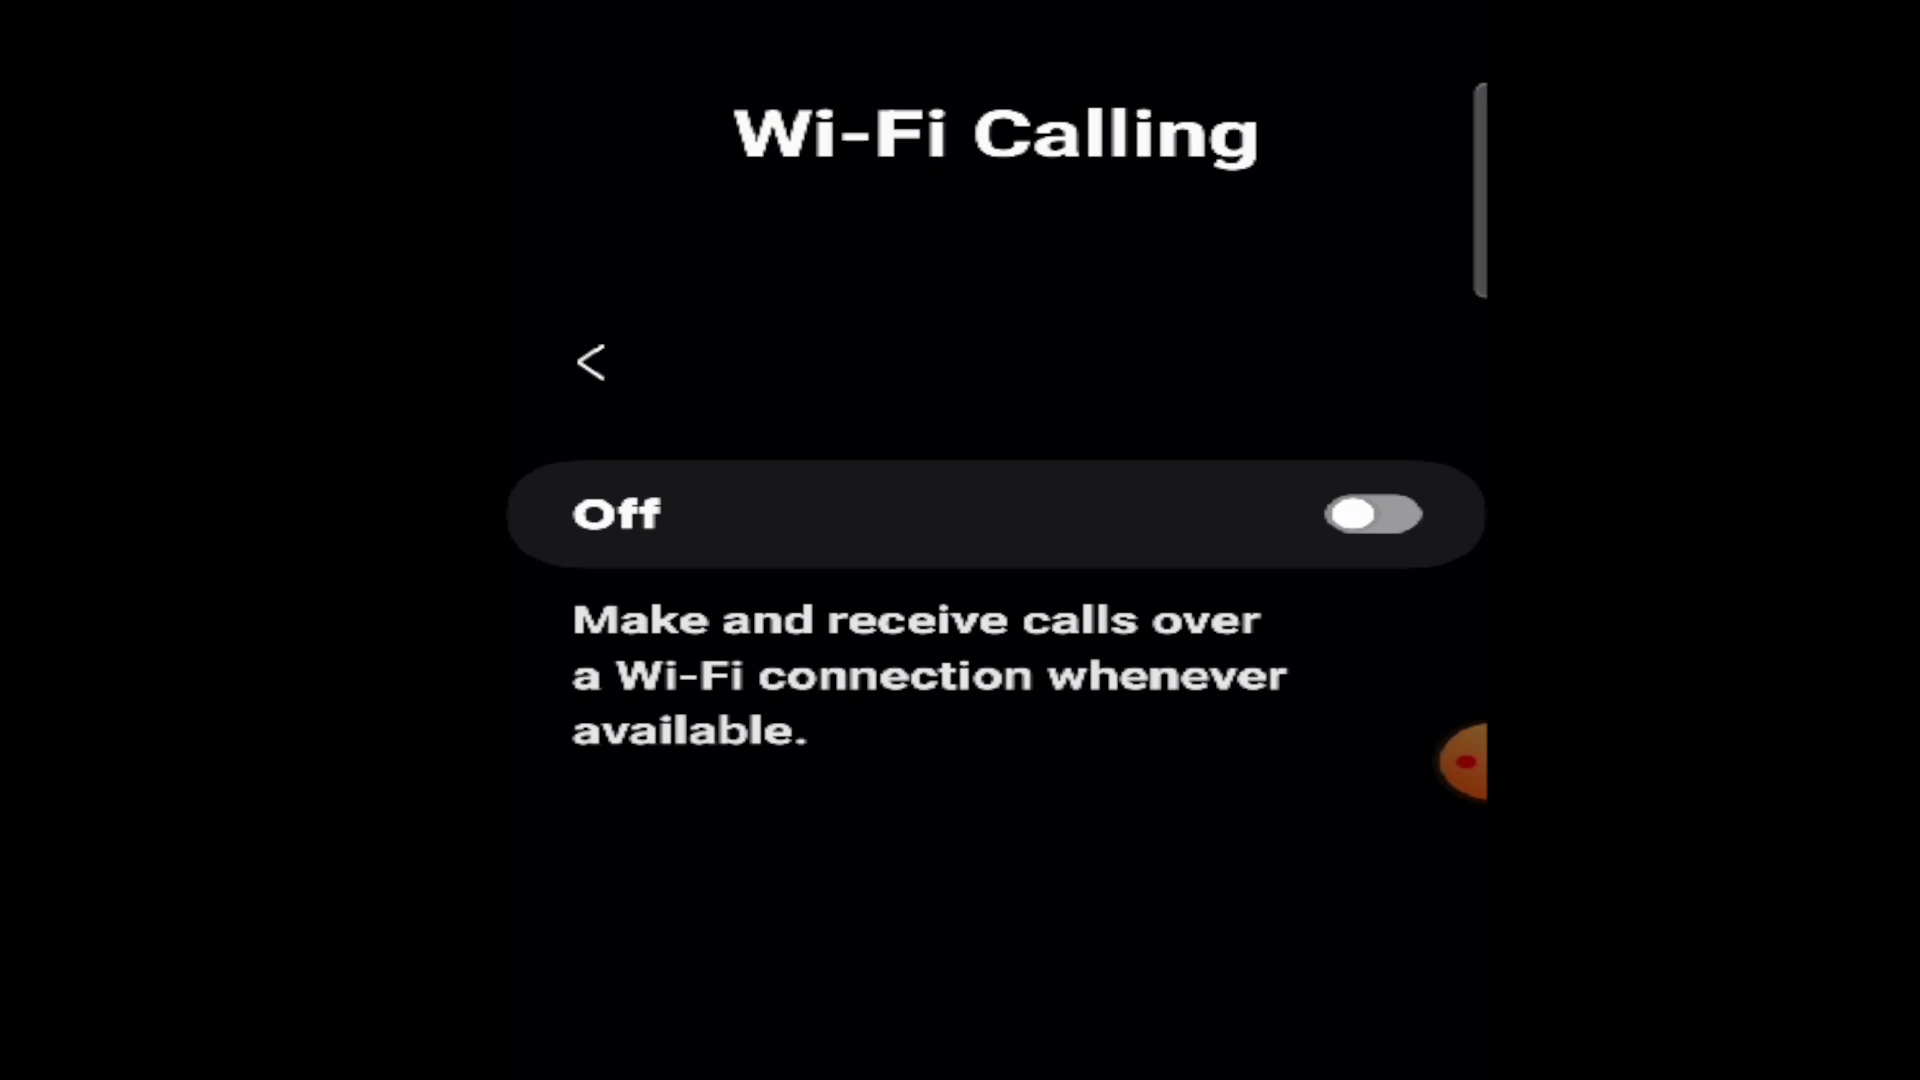 Wi-Fi Calling
Off
Make and receive calls over
a Wi-Fi connection whenever
available.